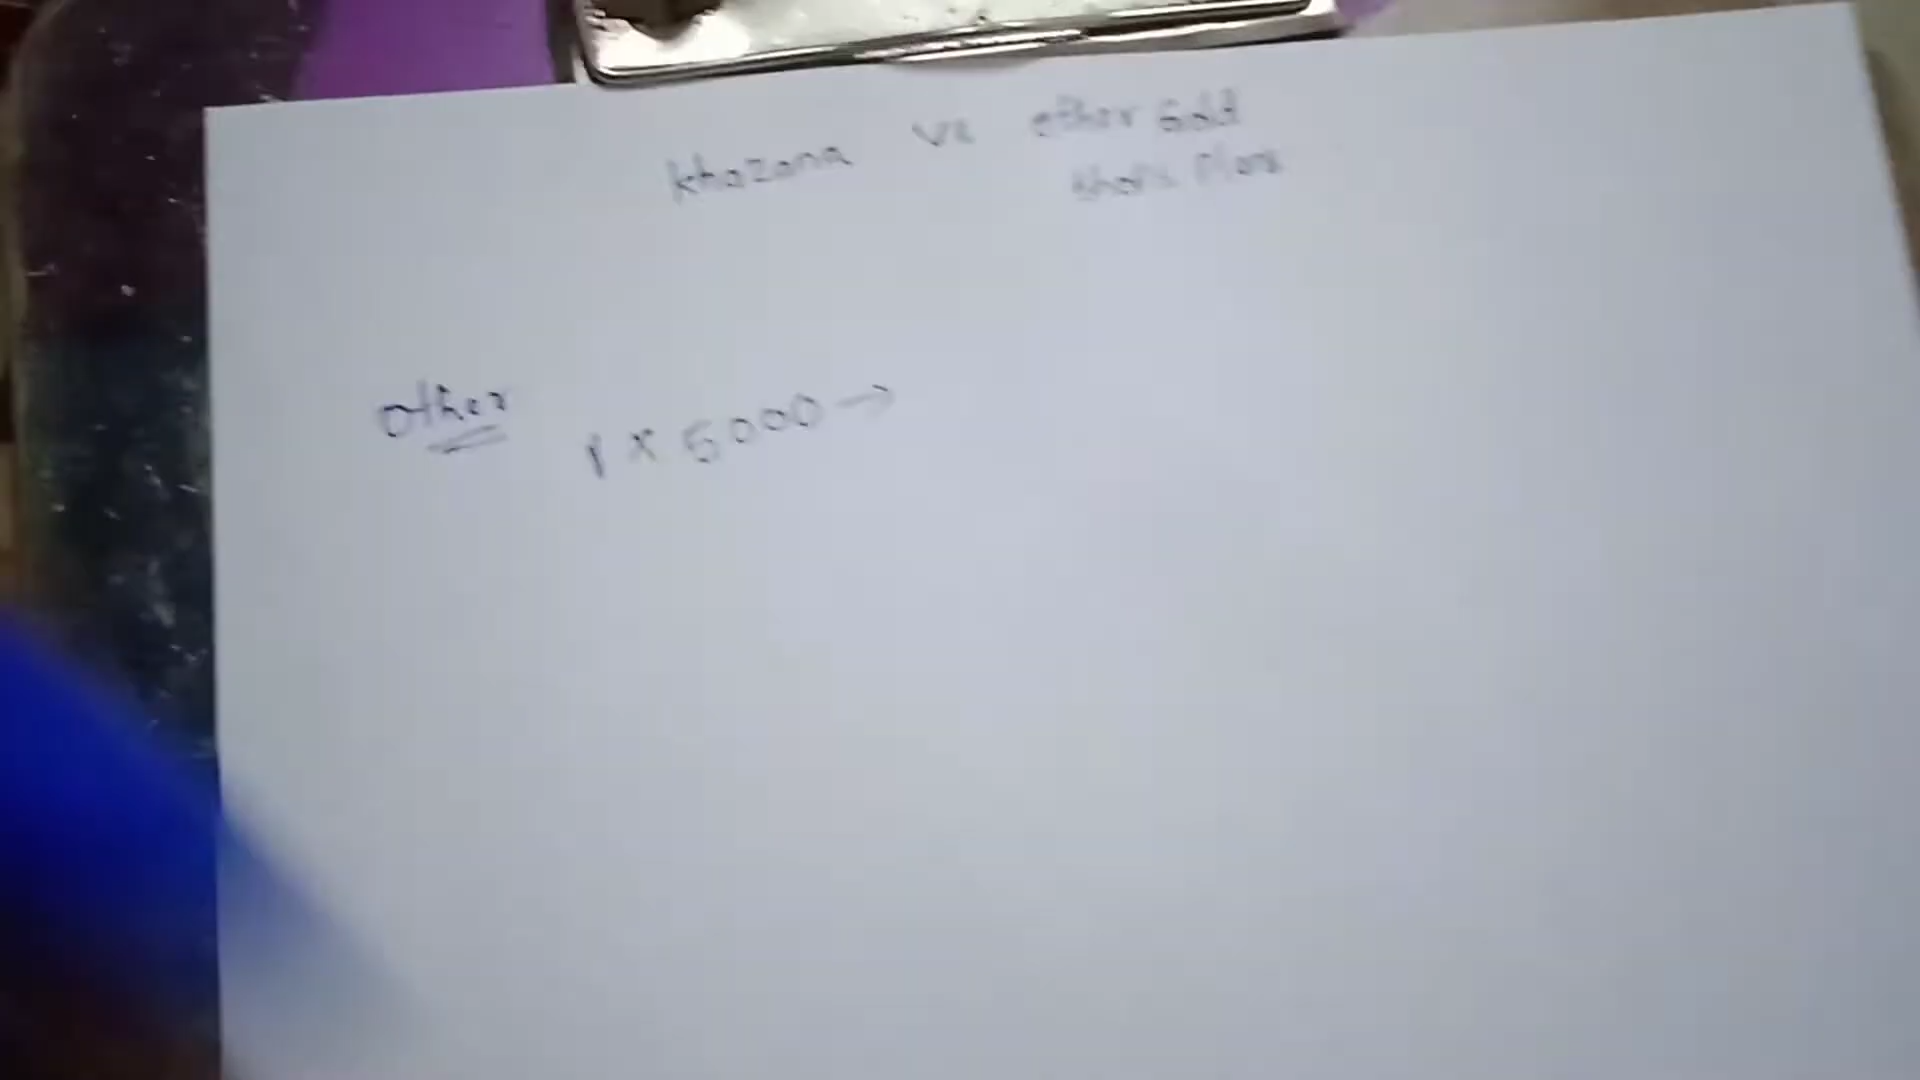 Khazana vs other Gold
shops Plans
Other 1 x 5000 →